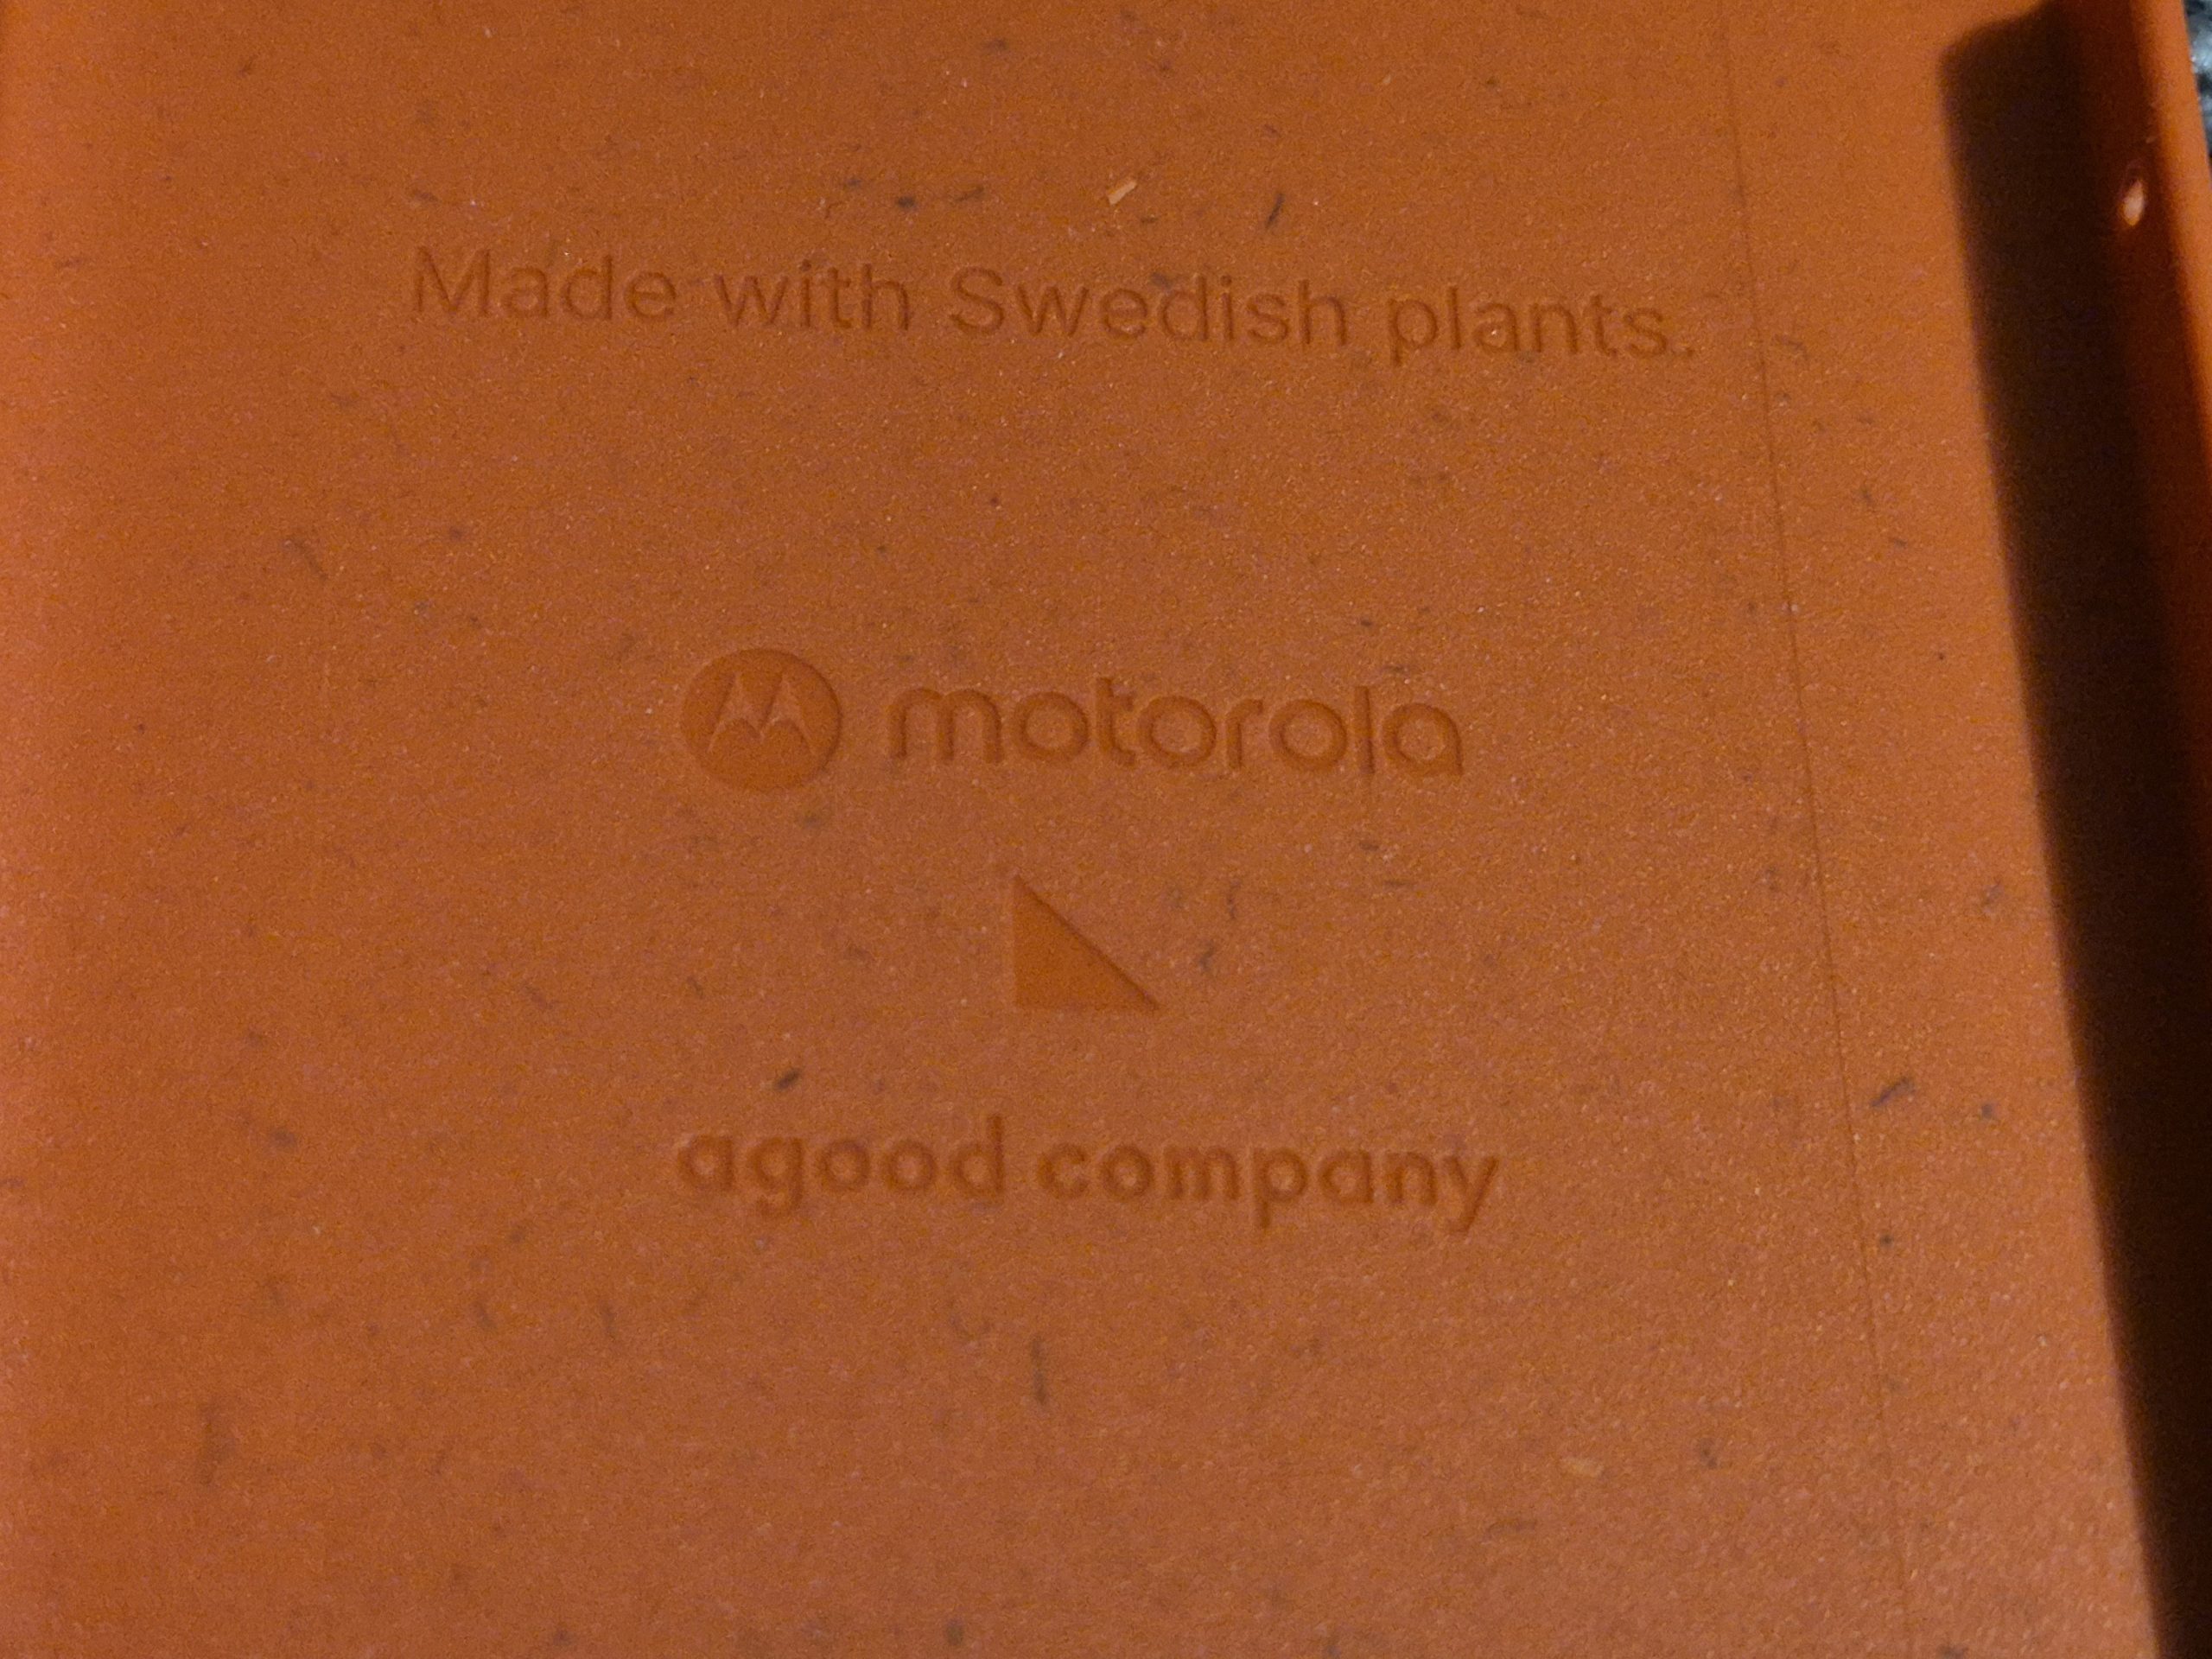 Made with Swedish plants.
motorola
agood company